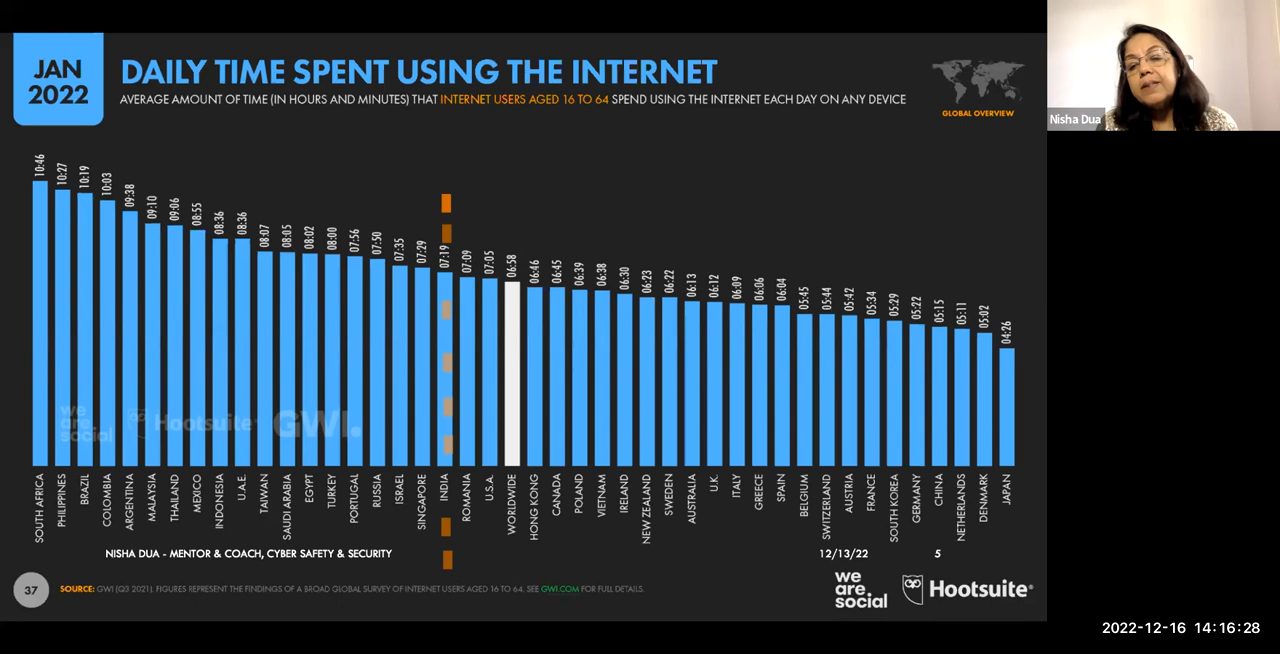 JAN
2022
DAILY TIME SPENT USING THE INTERNET
AVERAGE AMOUNT OF TIME (IN HOURS AND MINUTES) THAT INTERNET USERS AGED 16 TO 64 SPEND USING THE INTERNET EACH DAY ON ANY DEVICE
GLOBAL OVERVIEW
Nisha Dua
10:46
10:27
10:19
10:03
09:38
09:10
09:06
08:55
08:36
08:36
08:07
08:05
08:02
08:00
07:56
07:50
07:35
07:29
07:19
07:09
07:05
06:58
06:46
06:45
06:39
06:38
06:30
06:23
06:22
06:13
06:12
06:09
06:06
06:04
05:45
05:44
05:42
05:34
05:29
05:22
05:15
05:11
05:02
04:26
we
are
social
Hootsuite
GWI.
SOUTH AFRICA
PHILIPPINES
BRAZIL
COLOMBIA
ARGENTINA
MALAYSIA
THAILAND
MEXICO
INDONESIA
U.A.E.
TAIWAN
SAUDI ARABIA
EGYPT
TURKEY
PORTUGAL
RUSSIA
ISRAEL
SINGAPORE
INDIA
ROMANIA
U.S.A.
WORLDWIDE
HONG KONG
CANADA
POLAND
VIETNAM
IRELAND
NEW ZEALAND
SWEDEN
AUSTRALIA
U.K.
ITALY
GREECE
SPAIN
BELGIUM
SWITZERLAND
AUSTRIA
FRANCE
SOUTH KOREA
GERMANY
CHINA
NETHERLANDS
DENMARK
JAPAN
NISHA DUA - MENTOR & COACH, CYBER SAFETY & SECURITY
12/13/22
5
37
SOURCE: GWI (Q3 2021). FIGURES REPRESENT THE FINDINGS OF A BROAD GLOBAL SURVEY OF INTERNET USERS AGED 16 TO 64. SEE GWI.COM FOR FULL DETAILS.
we
are
social
Hootsuite®
2022-12-16 14:16:28